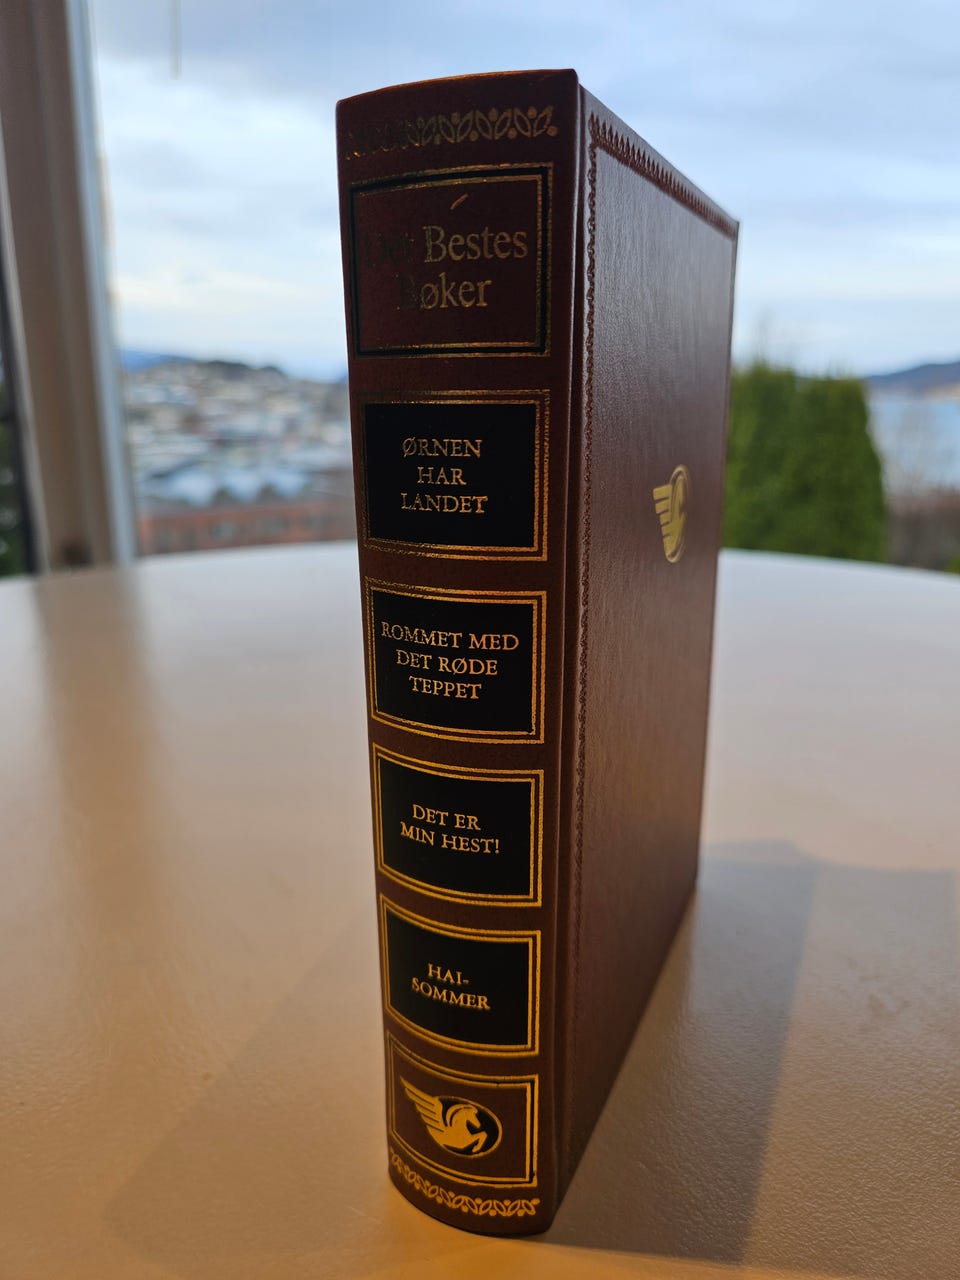 Det Bestes
Bøker
ØRNEN
HAR
LANDET
ROMMET MED
DET RØDE
TEPPET
DET ER
MIN HEST!
HAI-
SOMMER